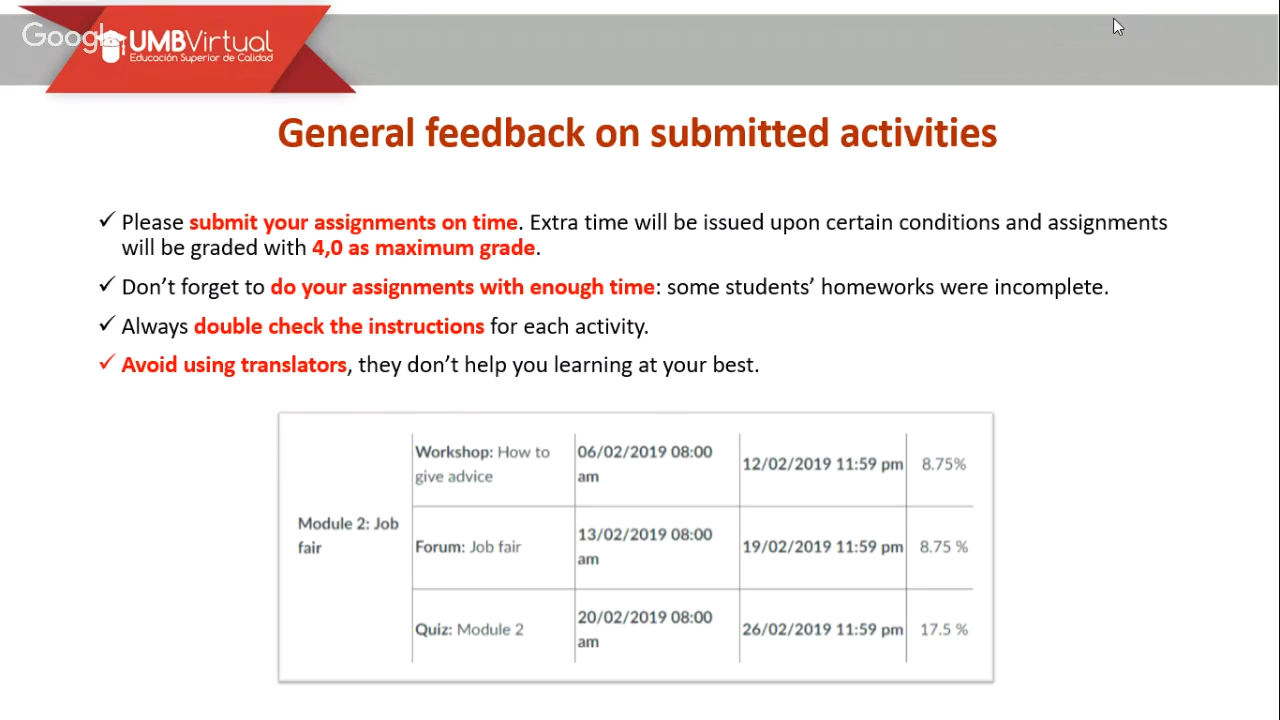 Google
UMBVirtual
Educación Superior de Calidad
General feedback on submitted activities
✓ Please submit your assignments on time. Extra time will be issued upon certain conditions and assignments
will be graded with 4,0 as maximum grade.
✓ Don’t forget to do your assignments with enough time: some students’ homeworks were incomplete.
✓ Always double check the instructions for each activity.
✓ Avoid using translators, they don’t help you learning at your best.
Module 2: Job
fair
Workshop: How to
give advice
06/02/2019 08:00
am
12/02/2019 11:59 pm
8.75%
Forum: Job fair
13/02/2019 08:00
am
19/02/2019 11:59 pm
8.75 %
Quiz: Module 2
20/02/2019 08:00
am
26/02/2019 11:59 pm
17.5 %